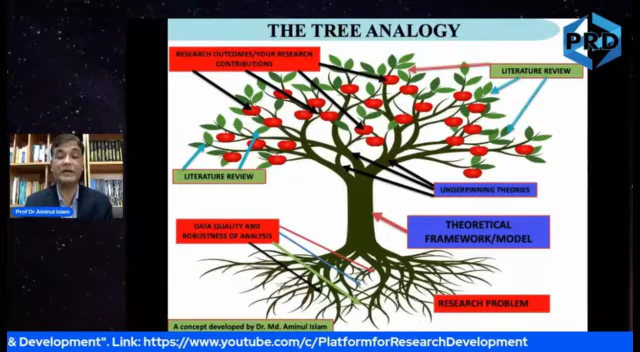 THE TREE ANALOGY
PRD
RESEARCH OUTCOMES/YOUR RESEARCH
CONTRIBUTIONS
LITERATURE REVIEW
LITERATURE REVIEW
UNDERPINNING THEORIES
Prof Dr Aminul Islam
DATA QUALITY AND
ROBUSTNESS OF ANALYSIS
THEORETICAL
FRAMEWORK/MODEL
RESEARCH PROBLEM
A concept developed by Dr. Md. Aminul Islam
& Development". Link: https://www.youtube.com/c/PlatformforResearchDevelopment